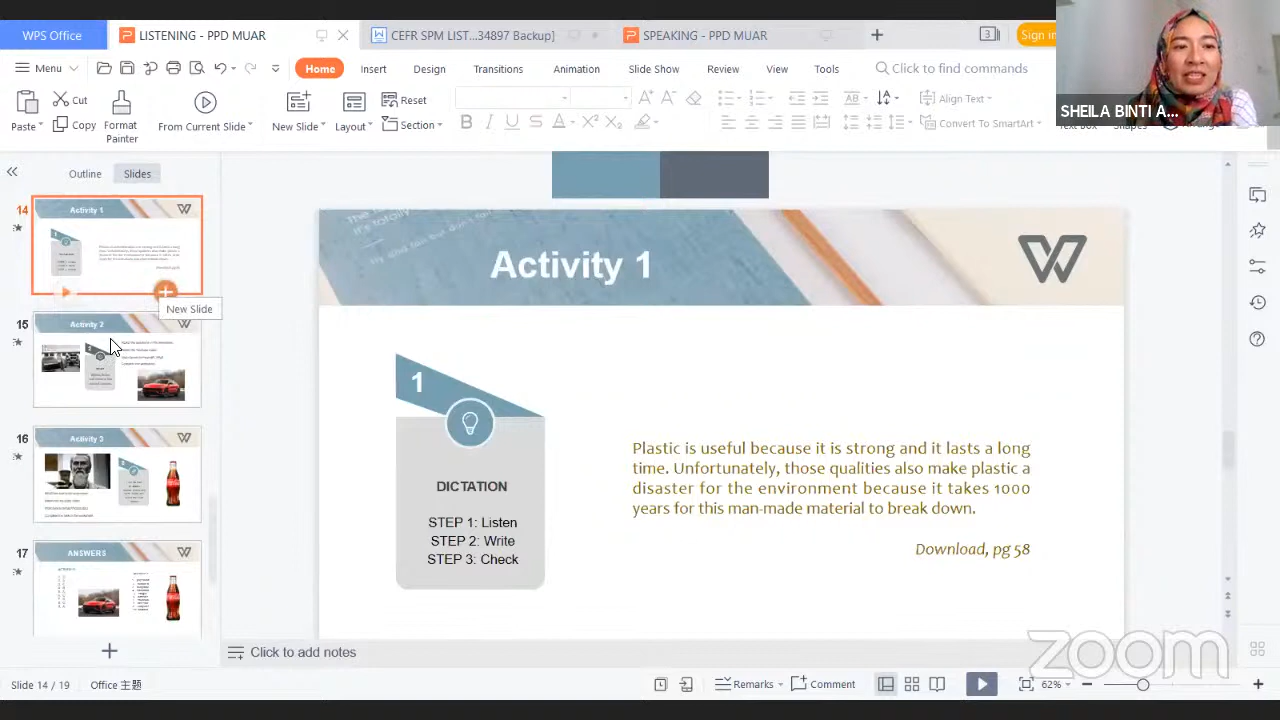 WPS Office
LISTENING - PPD MUAR
CEFR SPM LIST...34897 Backup]
SPEAKING - PPD MUAR
3
Sign in
Menu
Home
Insert
Design
Transitions
Animation
Slide Show
Review
View
Tools
Click to find commands
SHEILA BINTI A...
Cut
Copy
Format
Painter
From Current Slide
New Slide
Layout
Reset
Section
Align Text
Convert To SmartArt
Outline
Slides
14
Activity 1
New Slide
15
Activity 2
16
Activity 3
17
ANSWERS
Activity 1
1
DICTATION
STEP 1: Listen
STEP 2: Write
STEP 3: Check
Plastic is useful because it is strong and it lasts a long
time. Unfortunately, those qualities also make plastic a
disaster for the environment because it takes 1000
years for this man-made material to break down.
Download, pg 58
Click to add notes
zoom
Slide 14 / 19
Office 主题
Remarks
Comment
62%